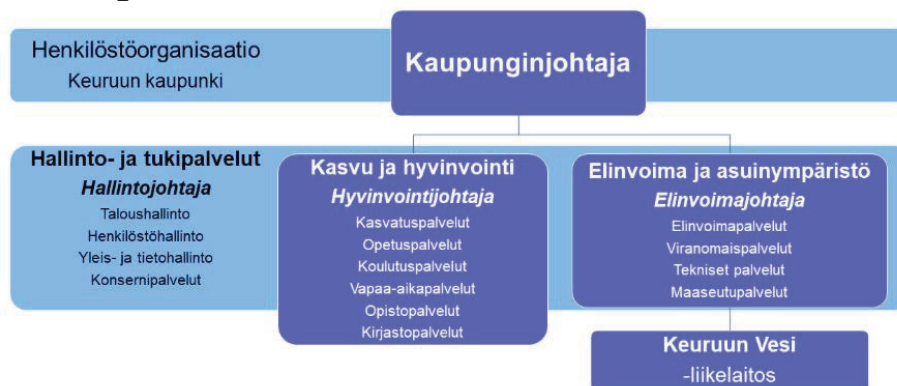 Henkilöstöorganisaatio
Keuruun kaupunki
Kaupunginjohtaja
Hallinto- ja tukipalvelut
Hallintojohtaja
Taloushallinto
Henkilöstöhallinto
Yleis- ja tietohallinto
Konsernipalvelut
Kasvu ja hyvinvointi
Hyvinvointijohtaja
Kasvatuspalvelut
Opetuspalvelut
Koulutuspalvelut
Vapaa-aikapalvelut
Opistopalvelut
Kirjastopalvelut
Elinvoima ja asuinympäristö
Elinvoimajohtaja
Elinvoimapalvelut
Viranomaispalvelut
Tekniset palvelut
Maaseutupalvelut
Keuruun Vesi
-liikelaitos